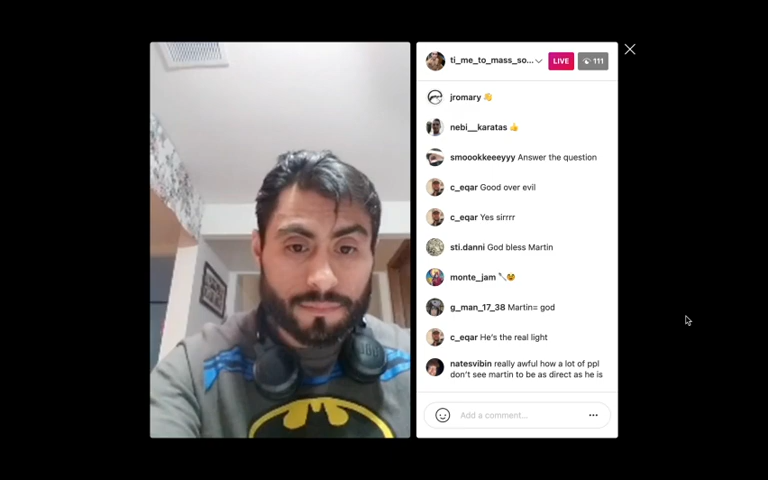 ti_me_to_mass_so...
LIVE
111
jromary 👏
nebi__karatas 👍
smoookkeeeyyy Answer the question
c_eqar Good over evil
c_eqar Yes sirrrr
sti.danni God bless Martin
monte_jam
g_man_17_38 Martin= god
c_eqar He's the real light
natesvibin really awful how a lot of ppl
don't see martin to be as direct as he is
Add a comment...